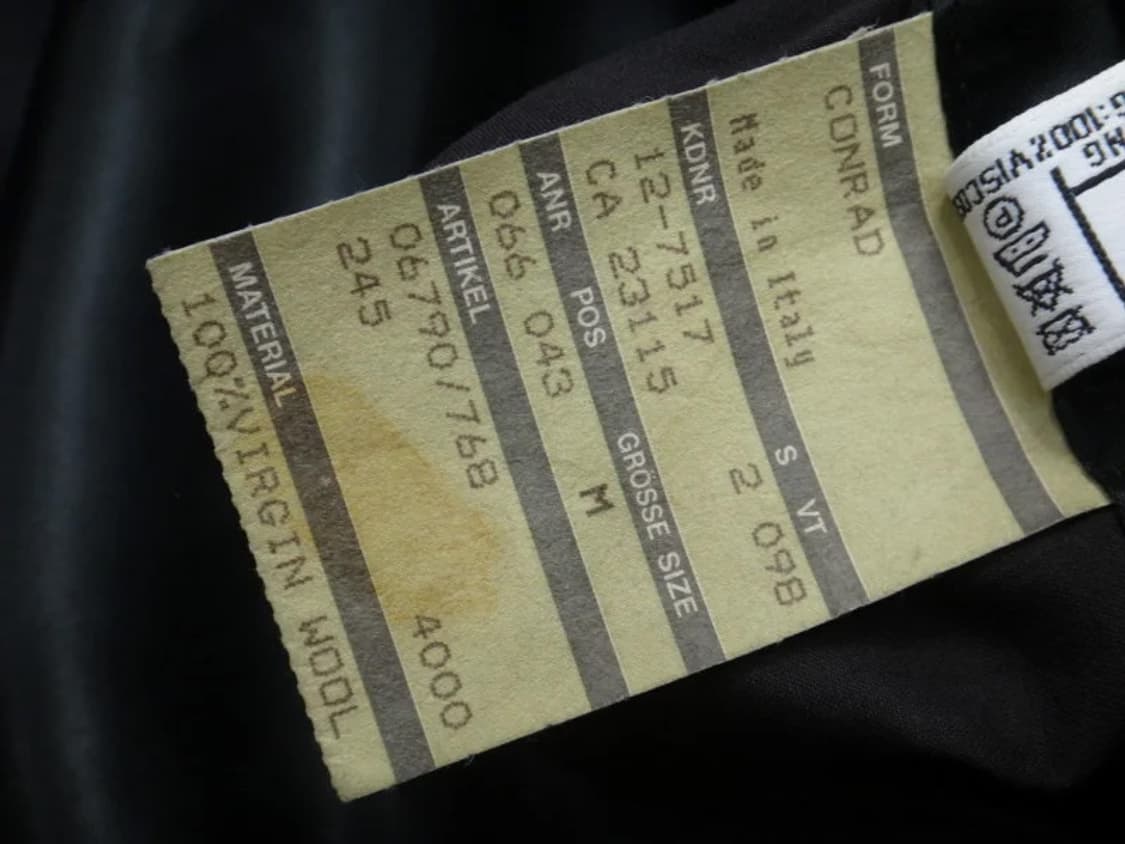 FORM
CONRAD
Made in Italy
KDNR S VT
12-7517 2 098
CA 23115
ANR POS GRÖSSE SIZE
066 043 M
ARTIKEL
06790/768
245 4000
MATERIAL
100%VIRGIN WOOL
G:100%VISCOS